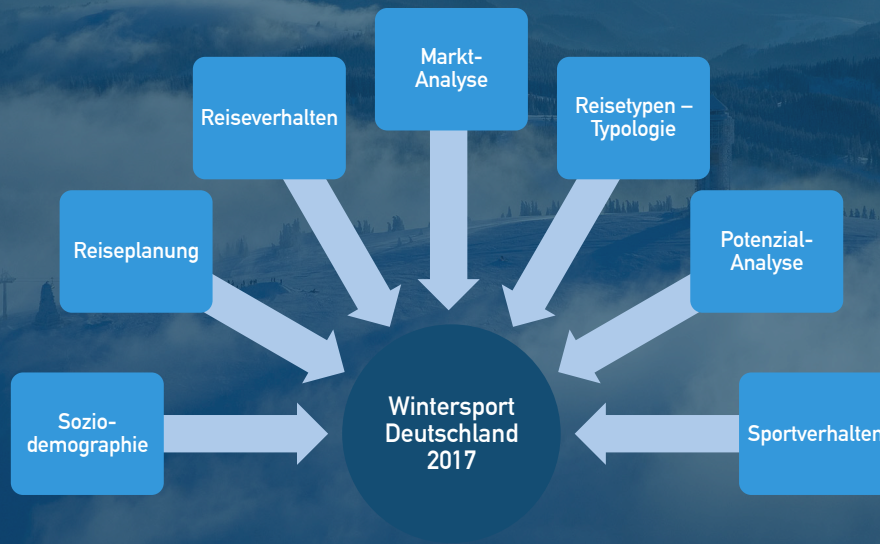 Markt-
Analyse
Reiseverhalten
Reisetypen –
Typologie
Reiseplanung
Potenzial-
Analyse
Sozio-
demographie
Wintersport
Deutschland
2017
Sportverhalten